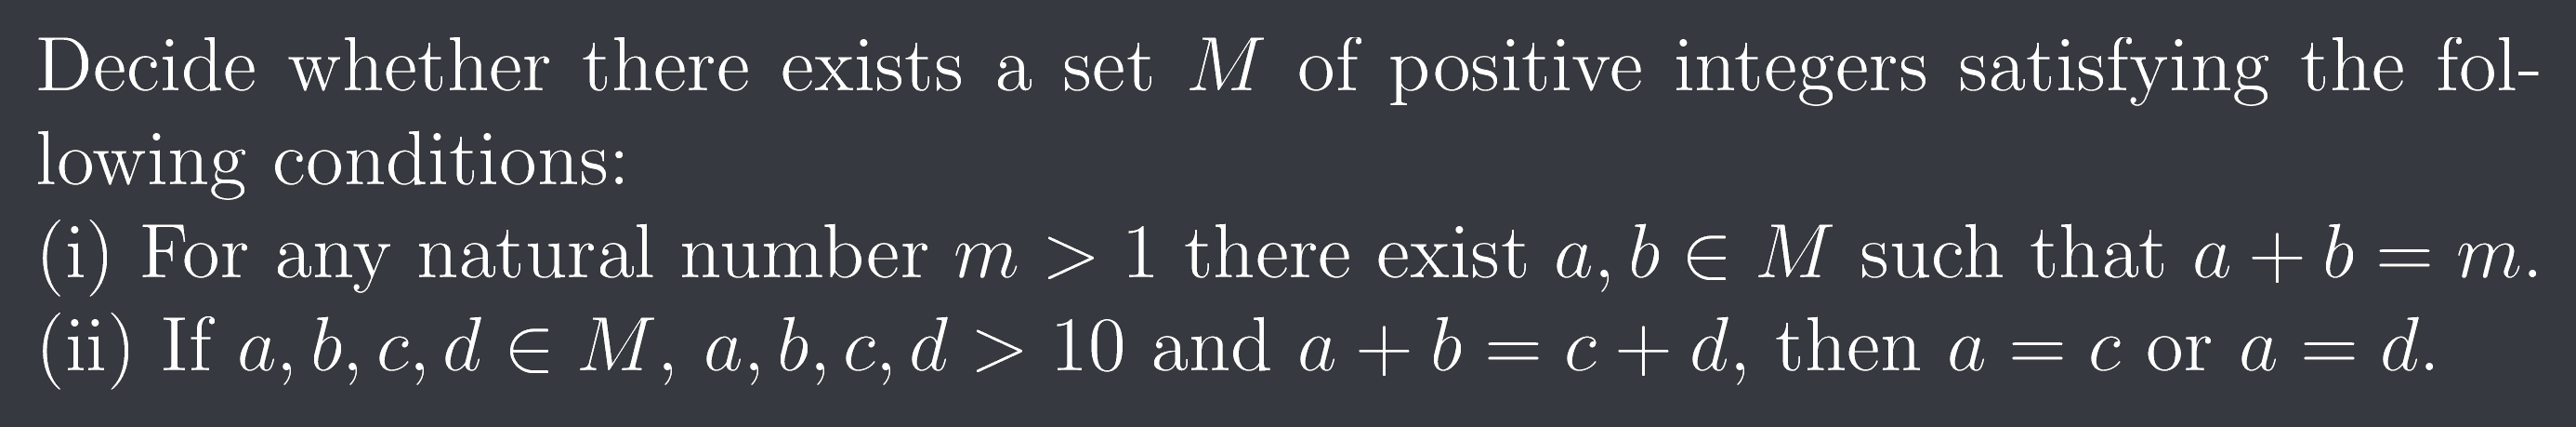 Decide whether there exists a set M of positive integers satisfying the fol-
lowing conditions:
(i) For any natural number m > 1 there exist a, b ∈ M such that a + b = m.
(ii) If a, b, c, d ∈ M, a, b, c, d > 10 and a + b = c + d, then a = c or a = d.